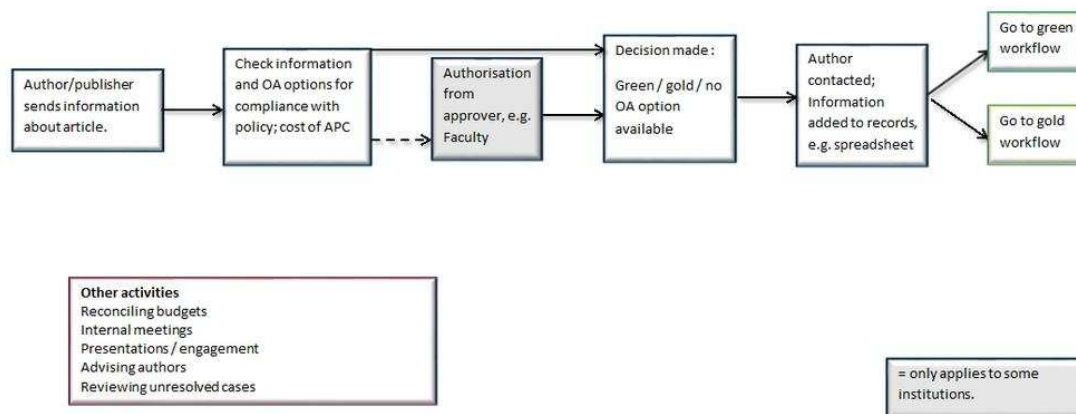 Author/publisher
sends information
about article.
Check information
and OA options for
compliance with
policy; cost of APC
Authorisation
from
approver, e.g.
Faculty
Decision made :
Green / gold / no
OA option
available
Author
contacted;
Information
added to records,
e.g. spreadsheet
Go to green
workflow
Go to gold
workflow
Other activities
Reconciling budgets
Internal meetings
Presentations / engagement
Advising authors
Reviewing unresolved cases
= only applies to some
institutions.